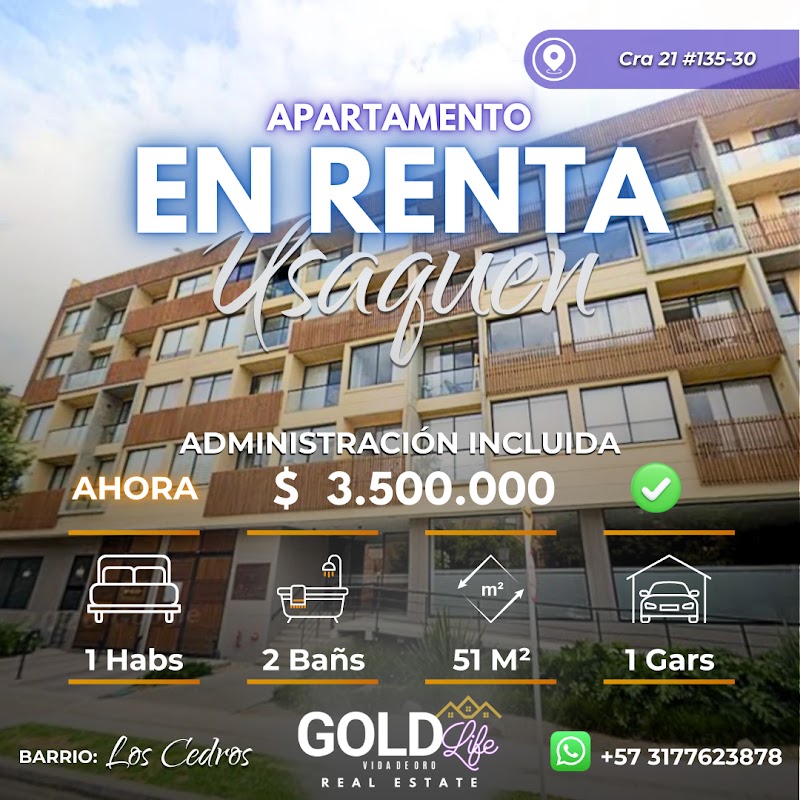 Cra 21 #135-30
APARTAMENTO
EN RENTA
Usaquen
ADMINISTRACIÓN INCLUIDA
AHORA $ 3.500.000
m²
1 Habs 2 Bañs 51 M² 1 Gars
BARRIO: Los Cedros
GOLD Life
VIDA DE ORO
REAL ESTATE
+57 3177623878